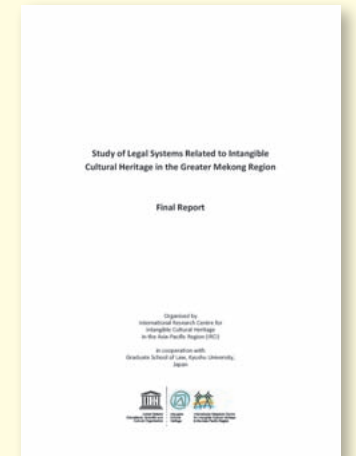 Study of Legal Systems Related to Intangible
Cultural Heritage in the Greater Mekong Region
Final Report
Organised by
International Research Centre for
Intangible Cultural Heritage
in the Asia-Pacific Region (IRCI)
In cooperation with
Graduate School of Law, Kyushu University,
Japan